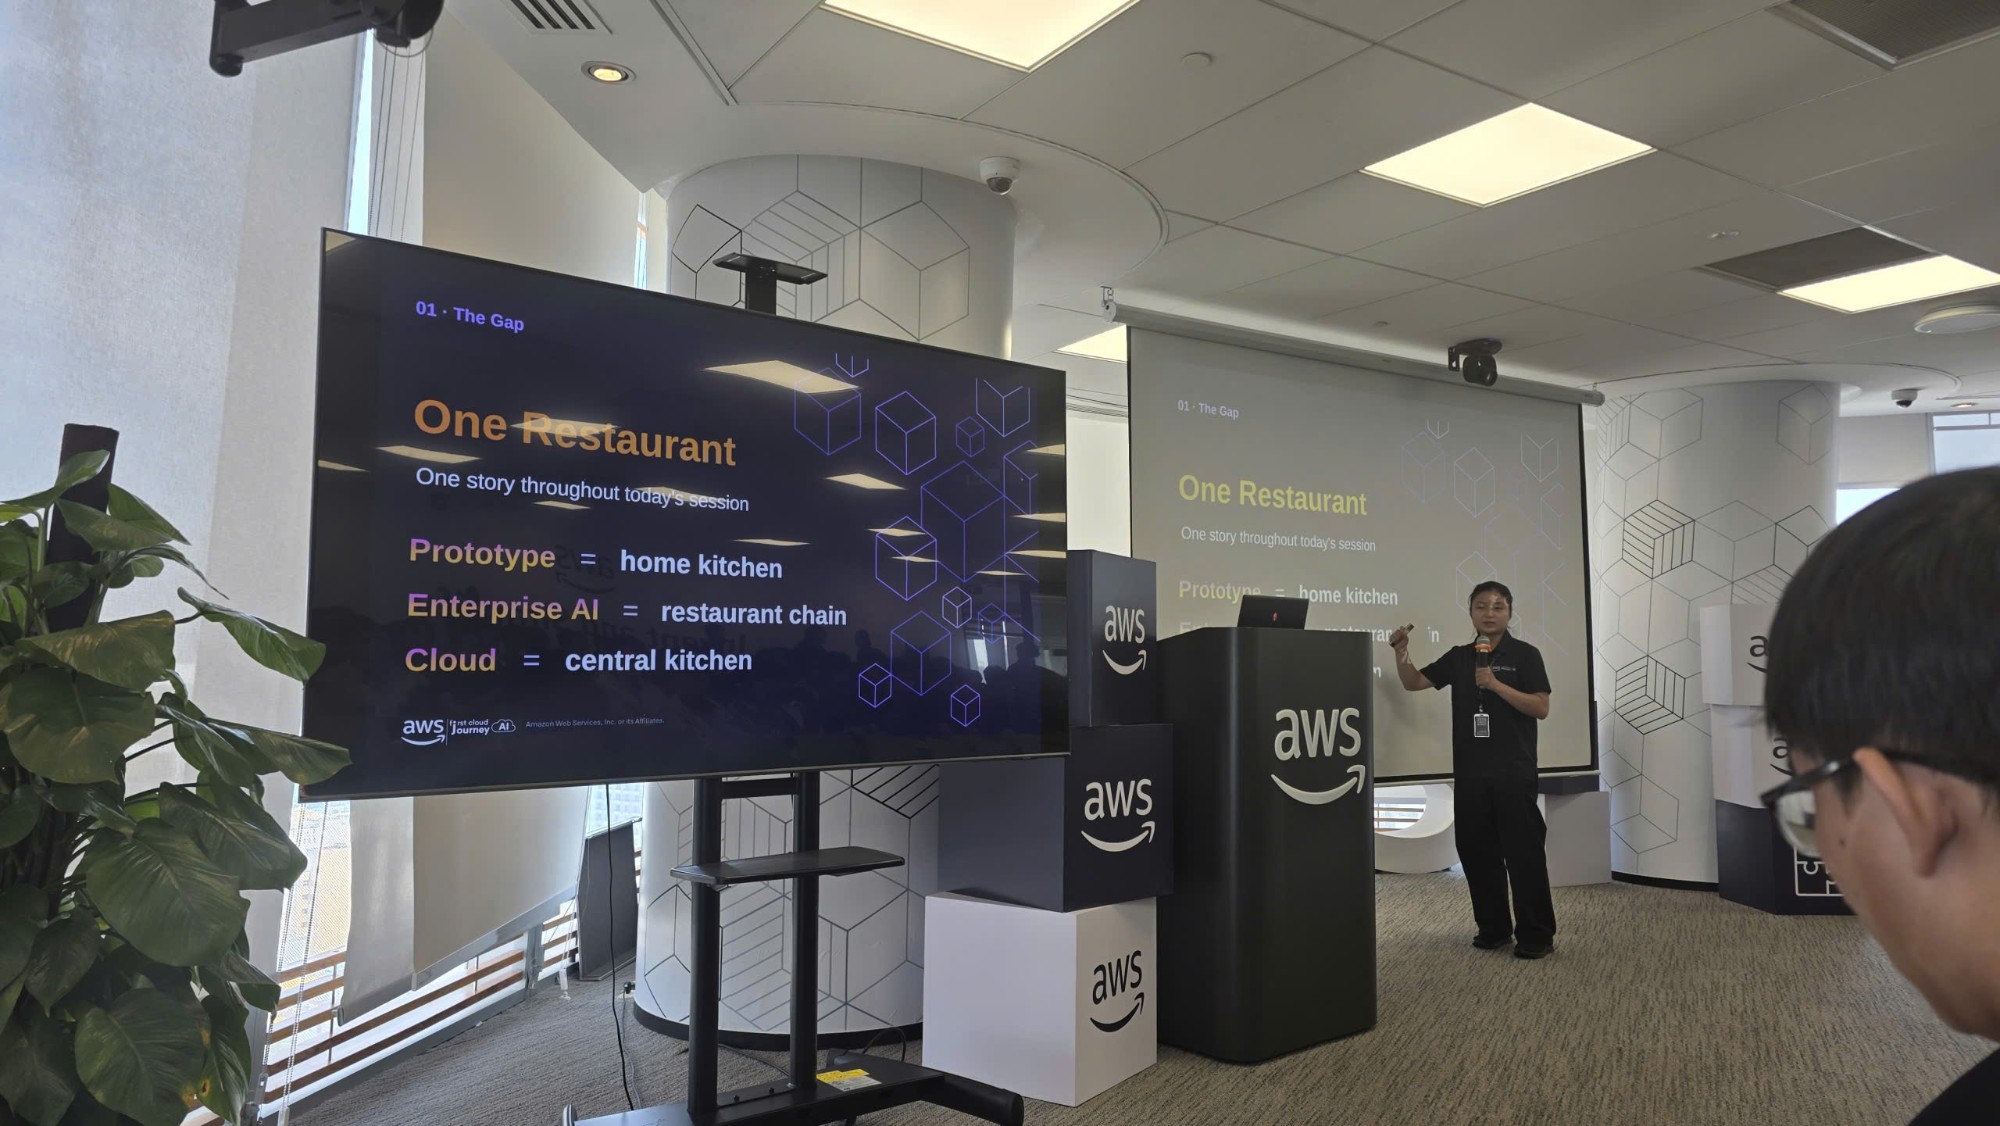 01 · The Gap
One Restaurant
One story throughout today's session
Prototype = home kitchen
Enterprise AI = restaurant chain
Cloud = central kitchen
aws
first cloud
Journey
AI
Amazon Web Services, Inc. or its Affiliates.
01 · The Gap
One Restaurant
One story throughout today's session
Prototype = home kitchen
aws
aws
aws
aws